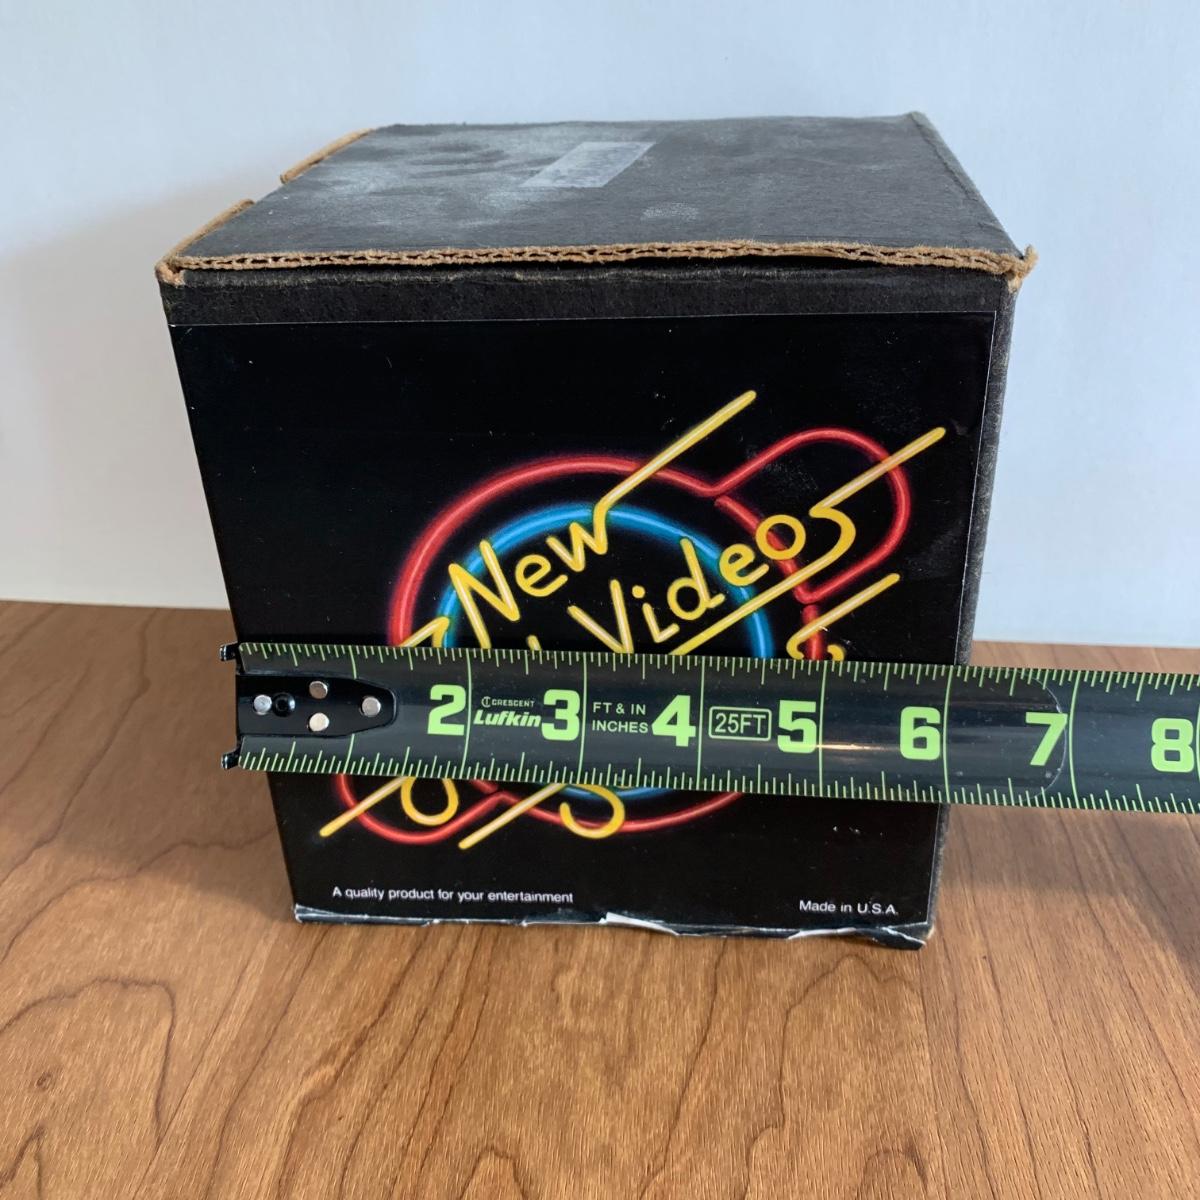 New
Videos
2 CRESCENT Lufkin 3 FT & IN INCHES 4 25FT 5 6 7 8
A quality product for your entertainment
Made in U.S.A.